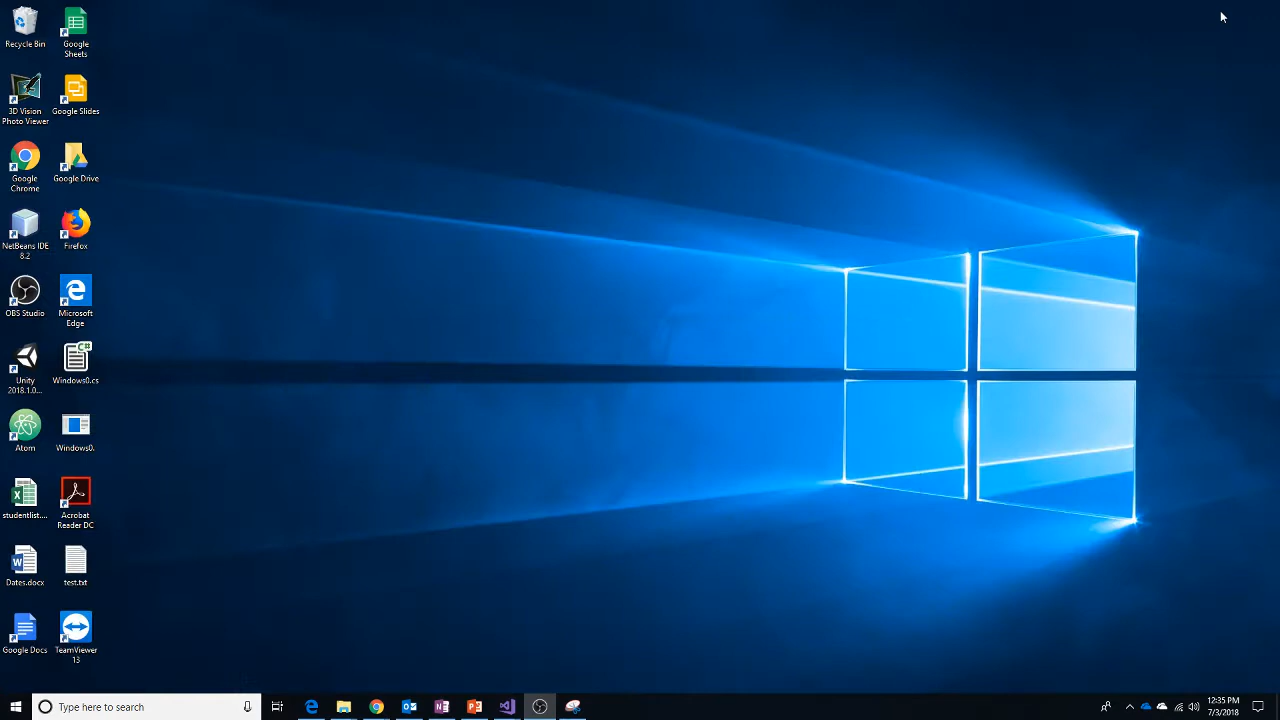 Recycle Bin
Google
Sheets
3D Vision
Photo Viewer
Google Slides
Google
Chrome
Google Drive
NetBeans IDE
8.2
Firefox
OBS Studio
Microsoft
Edge
Unity
2018.1.0...
C#
Windows0.cs
Atom
Windows0.
studentlist....
Acrobat
Reader DC
Dates.docx
test.txt
Google Docs
TeamViewer
13
Type here to search
12:35 PM
7/3/2018